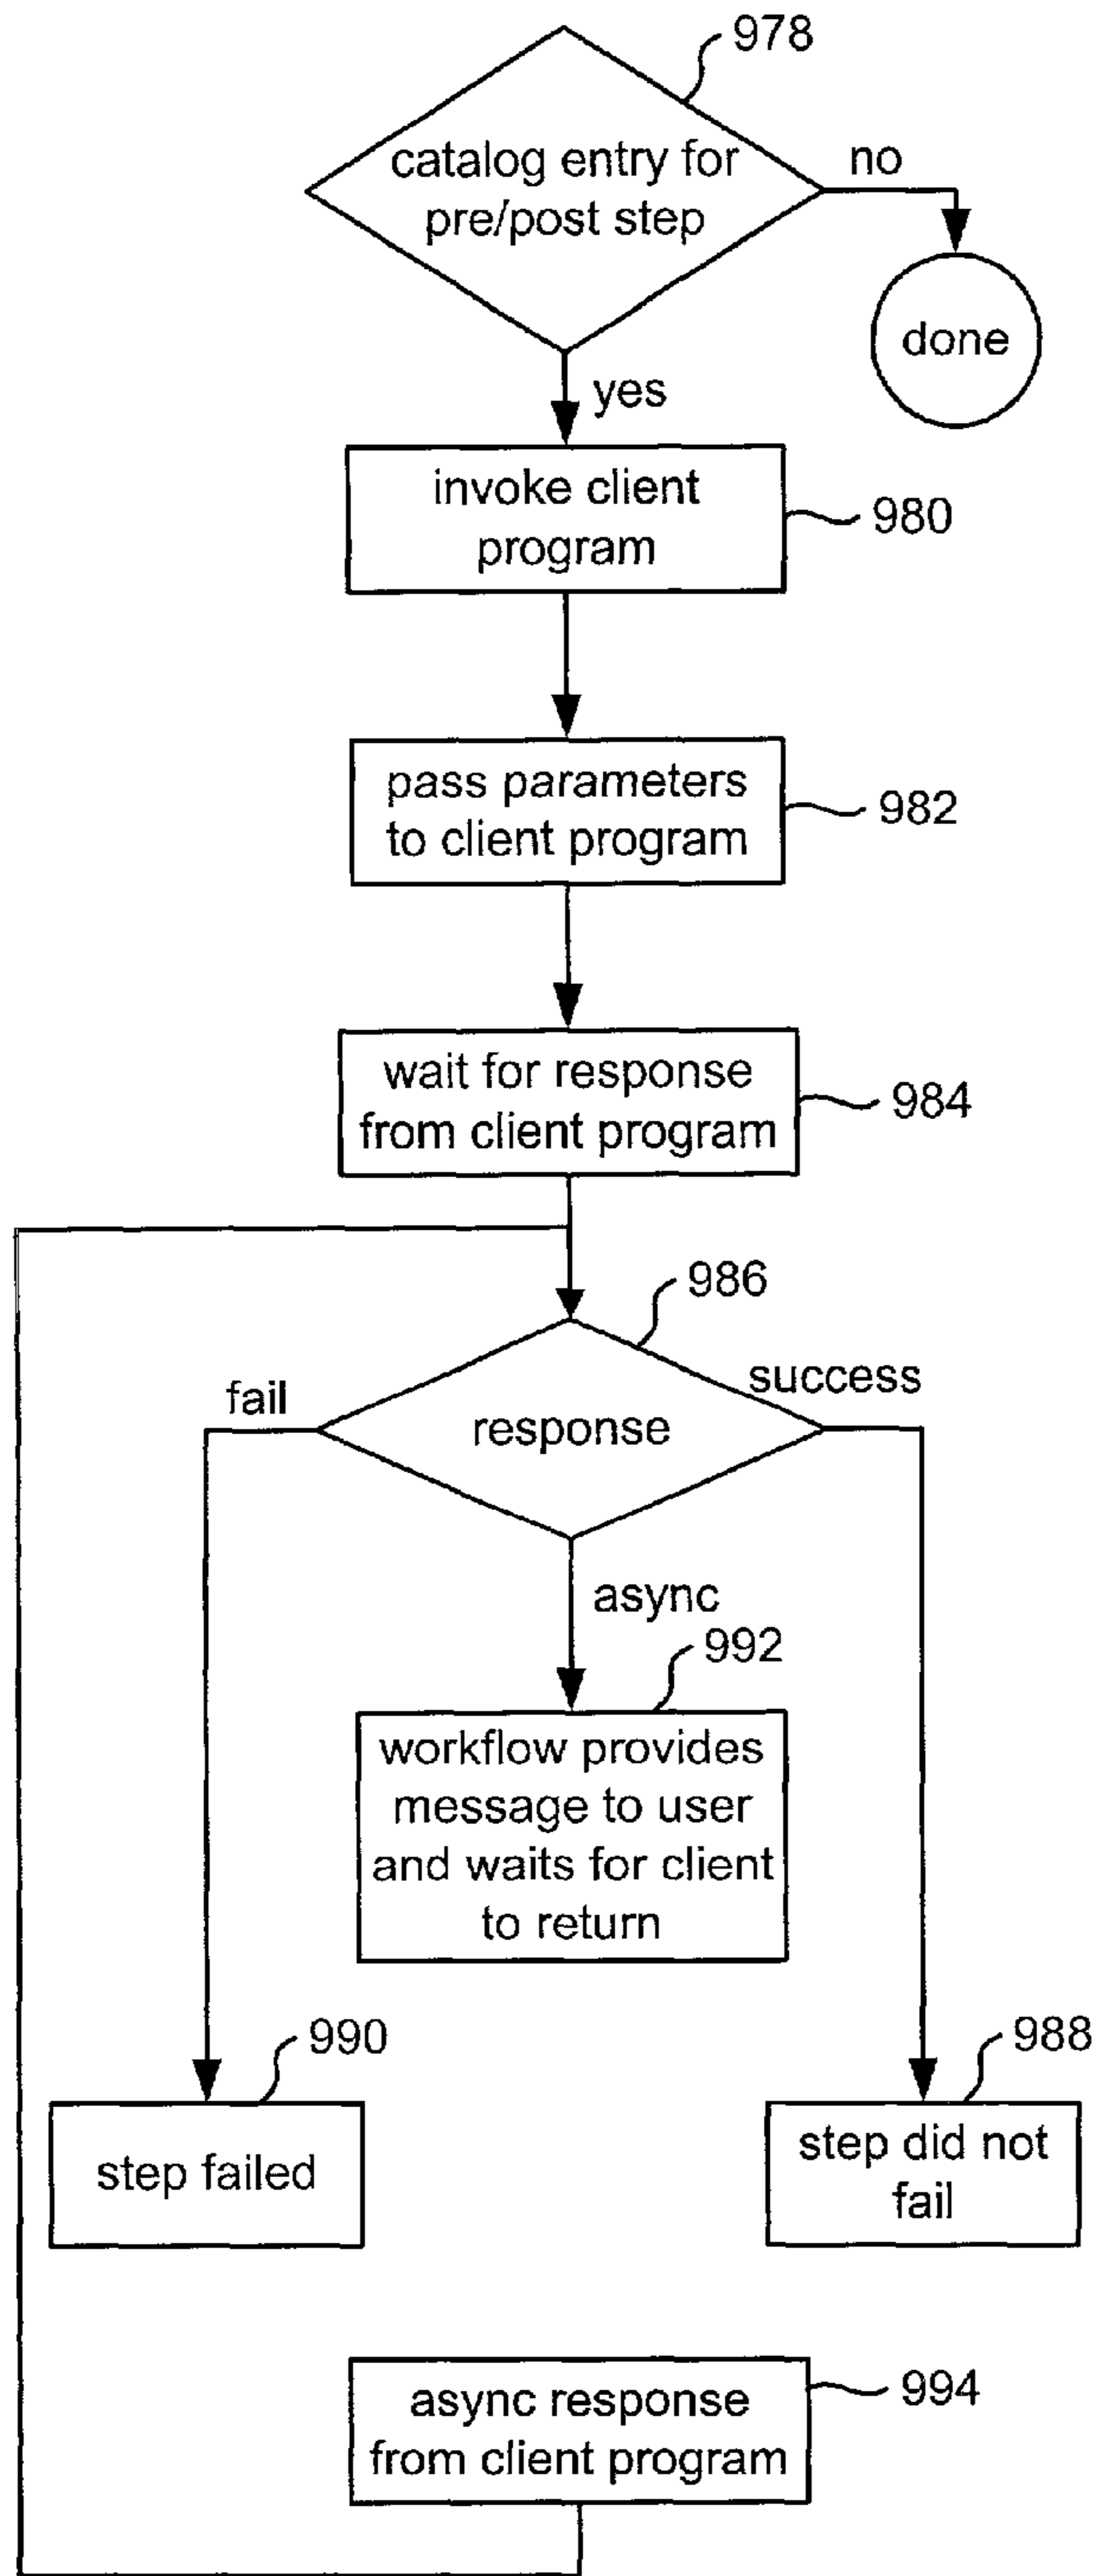 978
catalog entry for
pre/post step
no
done
yes
invoke client
program
980
pass parameters
to client program
982
wait for response
from client program
984
986
fail
success
response
async
992
workflow provides
message to user
and waits for client
to return
990
988
step failed
step did not
fail
async response
from client program
994